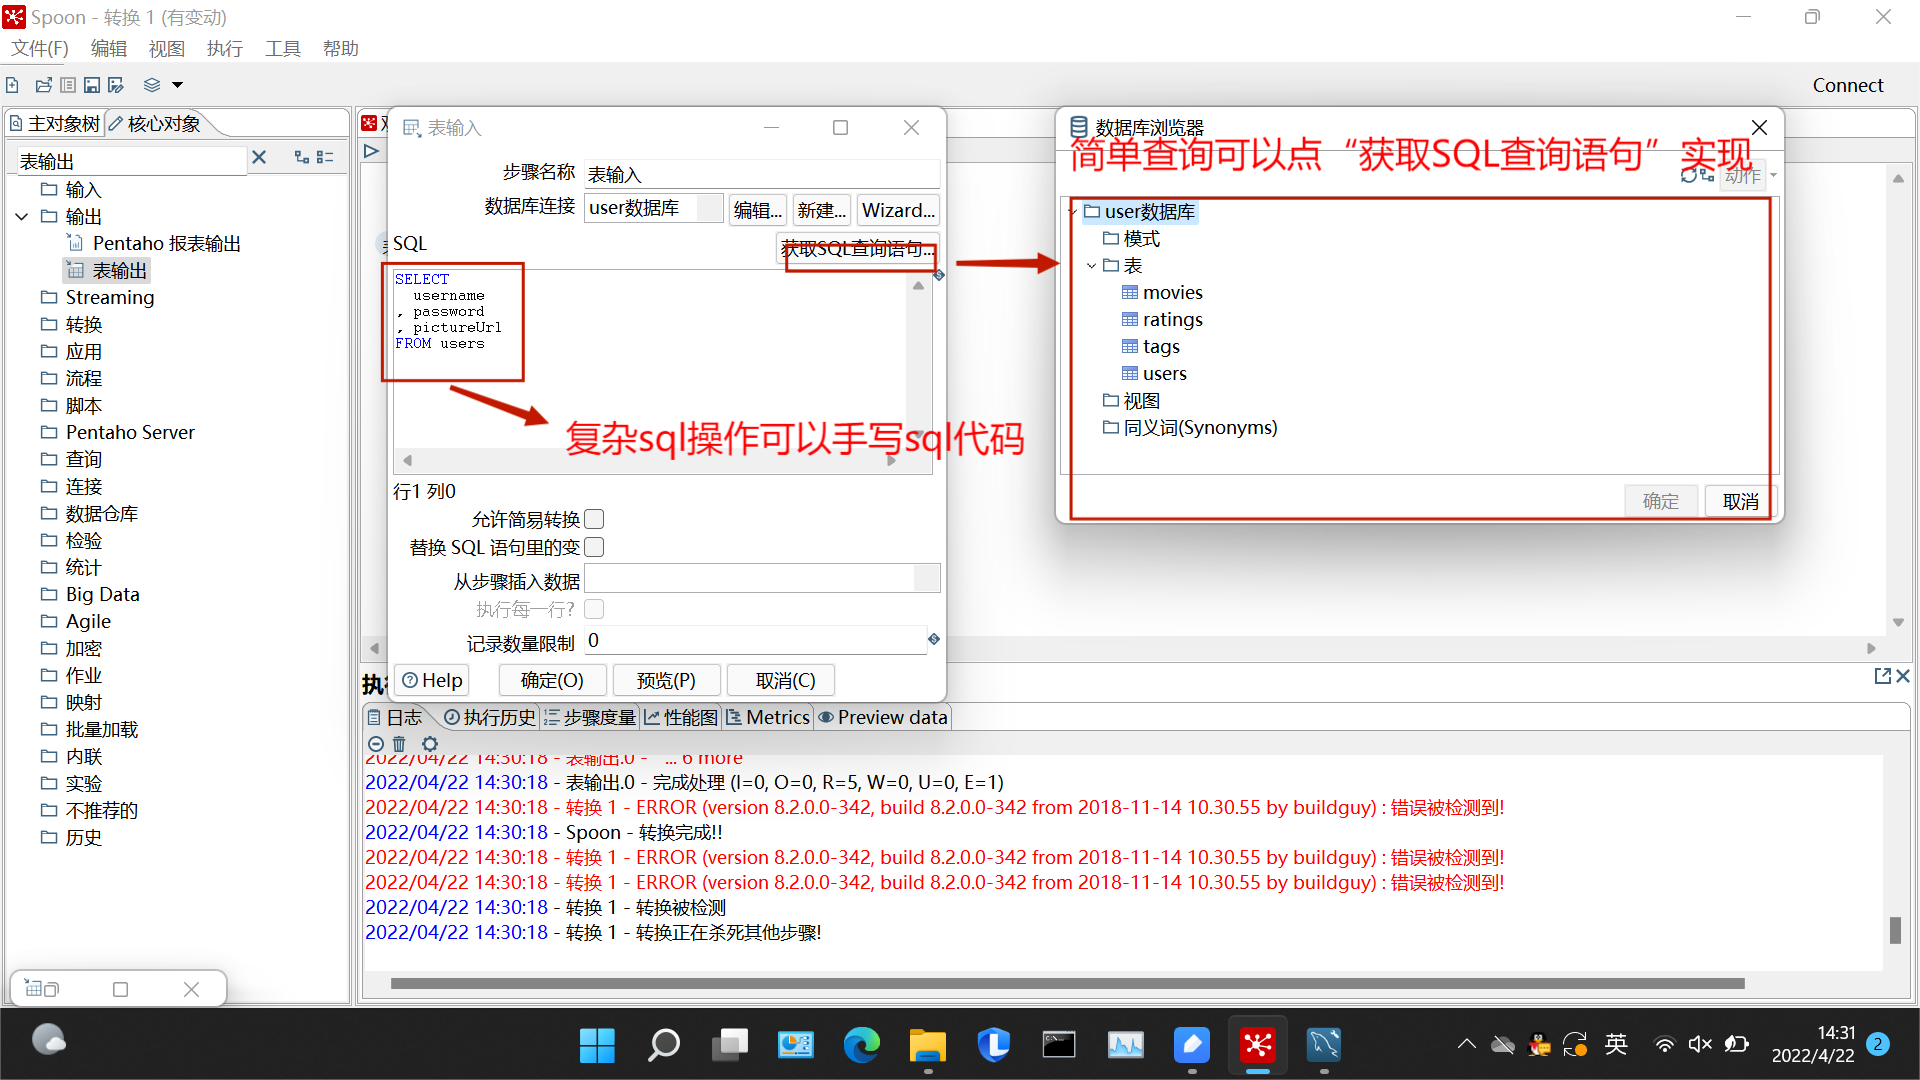 Spoon - 转换 1 (有变动)
文件(F) 编辑 视图 执行 工具 帮助
Connect
主对象树 核心对象
表输出
输入
输出
Pentaho 报表输出
表输出
Streaming
转换
应用
流程
脚本
Pentaho Server
查询
连接
数据仓库
检验
统计
Big Data
Agile
加密
作业
映射
批量加载
内联
实验
不推荐的
历史
表输入
步骤名称 表输入
数据库连接 user数据库 编辑... 新建... Wizard...
SQL 获取SQL查询语句...
SELECT
username
, password
, pictureUrl
FROM users
复杂sql操作可以手写sql代码
行1 列0
允许简易转换
替换 SQL 语句里的变
从步骤插入数据
执行每一行?
记录数量限制 0
Help 确定(O) 预览(P) 取消(C)
数据库浏览器
简单查询可以点“获取SQL查询语句”实现
动作
user数据库
模式
表
movies
ratings
tags
users
视图
同义词(Synonyms)
确定 取消
日志 执行历史 步骤度量 性能图 Metrics Preview data
2022/04/22 14:30:18 - 表输出.0 - ... 6 more
2022/04/22 14:30:18 - 表输出.0 - 完成处理 (I=0, O=0, R=5, W=0, U=0, E=1)
2022/04/22 14:30:18 - 转换 1 - ERROR (version 8.2.0.0-342, build 8.2.0.0-342 from 2018-11-14 10.30.55 by buildguy) : 错误被检测到!
2022/04/22 14:30:18 - Spoon - 转换完成!!
2022/04/22 14:30:18 - 转换 1 - ERROR (version 8.2.0.0-342, build 8.2.0.0-342 from 2018-11-14 10.30.55 by buildguy) : 错误被检测到!
2022/04/22 14:30:18 - 转换 1 - ERROR (version 8.2.0.0-342, build 8.2.0.0-342 from 2018-11-14 10.30.55 by buildguy) : 错误被检测到!
2022/04/22 14:30:18 - 转换 1 - 转换被检测
2022/04/22 14:30:18 - 转换 1 - 转换正在杀死其他步骤!
英
14:31
2022/4/22
2